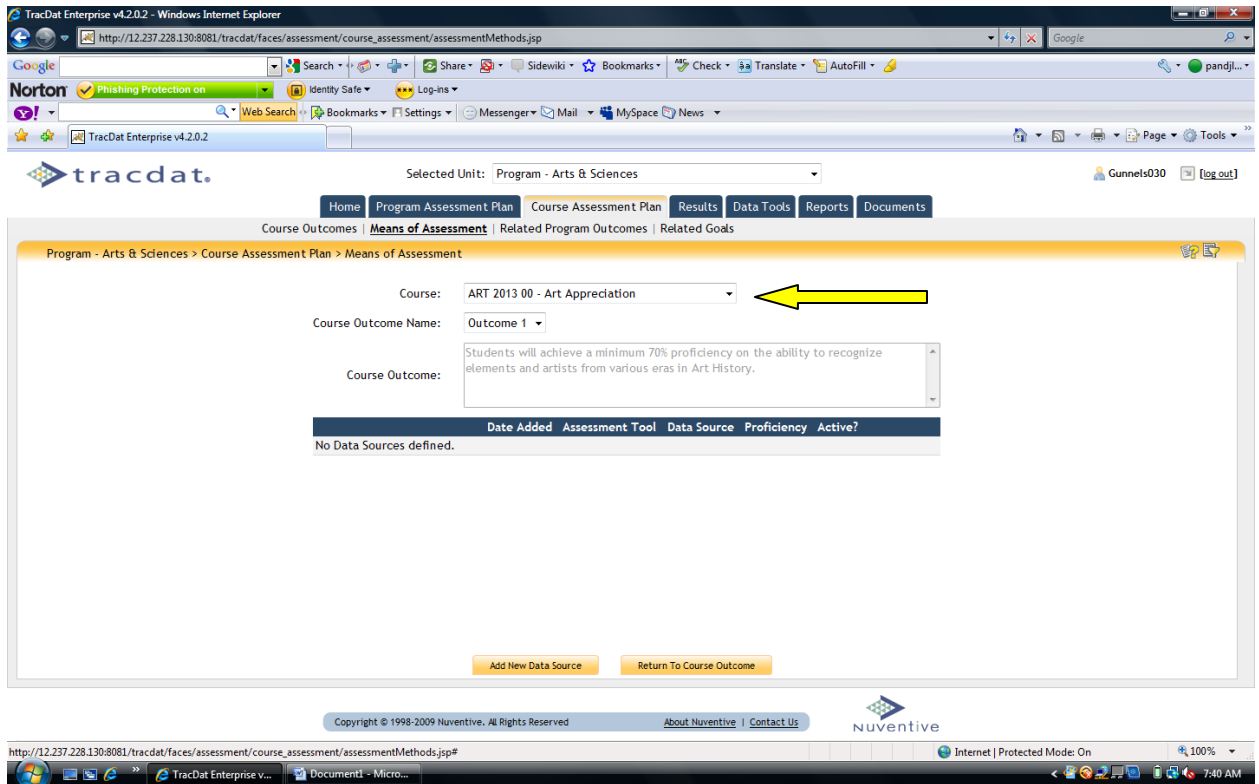 TracDat Enterprise v4.2.0.2 - Windows Internet Explorer
http://12.237.228.130:8081/tracdat/faces/assessment/course_assessment/assessmentMethods.jsp
Google
Google Search Share Sidewiki Bookmarks Check Translate AutoFill pandjl...
Norton Phishing Protection on Identity Safe Log-ins
Y! Web Search Bookmarks Settings Messenger Mail MySpace News
TracDat Enterprise v4.2.0.2 Page Tools
tracdat. Selected Unit: Program - Arts & Sciences Gunnels030 [log out]
Home Program Assessment Plan Course Assessment Plan Results Data Tools Reports Documents
Course Outcomes | Means of Assessment | Related Program Outcomes | Related Goals
Program - Arts & Sciences > Course Assessment Plan > Means of Assessment
Course: ART 2013 00 - Art Appreciation
Course Outcome Name: Outcome 1
Course Outcome: Students will achieve a minimum 70% proficiency on the ability to recognize
elements and artists from various eras in Art History.
Date Added Assessment Tool Data Source Proficiency Active?
No Data Sources defined.
Add New Data Source Return To Course Outcome
Copyright © 1998-2009 Nuventive. All Rights Reserved About Nuventive | Contact Us
Nuventive
http://12.237.228.130:8081/tracdat/faces/assessment/course_assessment/assessmentMethods.jsp# Internet | Protected Mode: On 100%
TracDat Enterprise v... Document1 - Micro... 7:40 AM